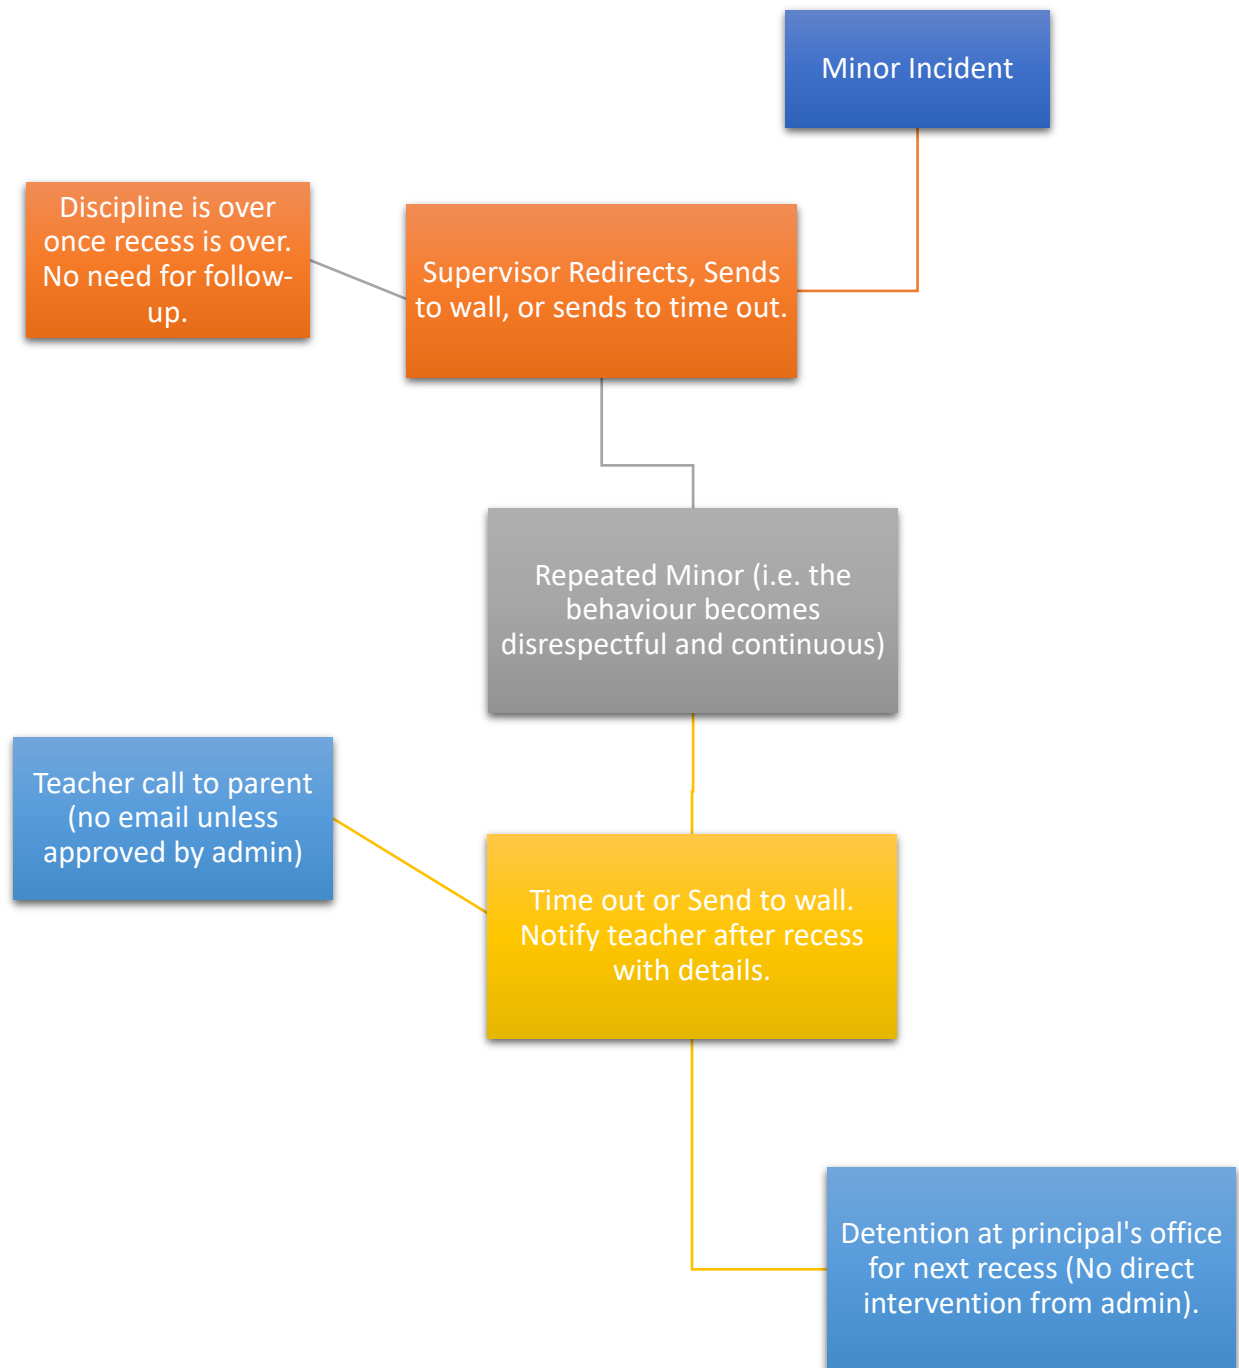 Minor Incident
Discipline is over
once recess is over.
No need for follow-
up.
Supervisor Redirects, Sends
to wall, or sends to time out.
Repeated Minor (i.e. the
behaviour becomes
disrespectful and continuous)
Teacher call to parent
(no email unless
approved by admin)
Time out or Send to wall.
Notify teacher after recess
with details.
Detention at principal's office
for next recess (No direct
intervention from admin).